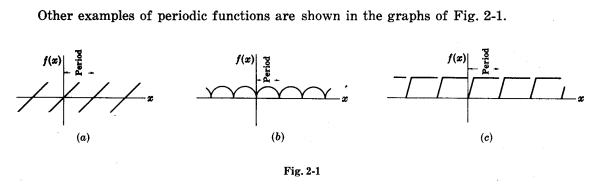 Other examples of periodic functions are shown in the graphs of Fig. 2-1.
f(x) Period x
(a)
f(x) Period x
(b)
f(x) Period x
(c)
Fig. 2-1